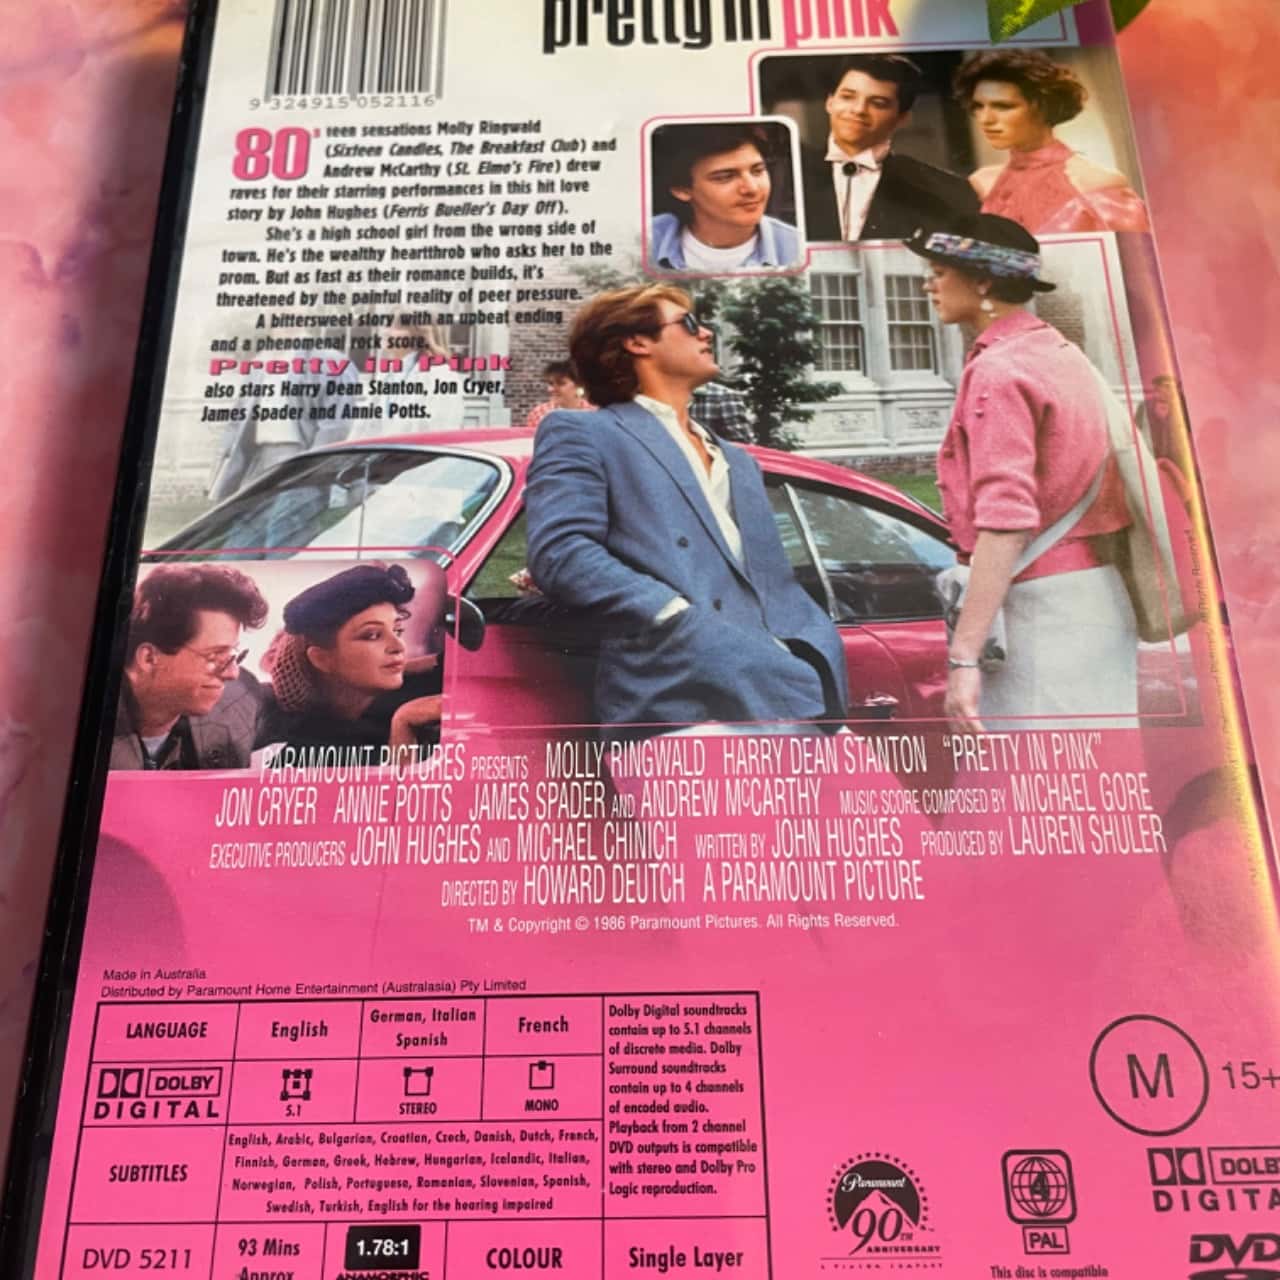 pretty in pink
9 324915 052116
80's teen sensations Molly Ringwald
(Sixteen Candles, The Breakfast Club) and
Andrew McCarthy (St. Elmo's Fire) drew
raves for their starring performances in this hit love
story by John Hughes (Ferris Bueller's Day Off).
She's a high school girl from the wrong side of
town. He's the wealthy heartthrob who asks her to the
prom. But as fast as their romance builds, it's
threatened by the painful reality of peer pressure.
A bittersweet story with an upbeat ending
and a phenomenal rock score,
Pretty in Pink
also stars Harry Dean Stanton, Jon Cryer,
James Spader and Annie Potts.
PARAMOUNT PICTURES PRESENTS MOLLY RINGWALD HARRY DEAN STANTON "PRETTY IN PINK"
JON CRYER ANNIE POTTS JAMES SPADER AND ANDREW McCARTHY MUSIC SCORE COMPOSED BY MICHAEL GORE
EXECUTIVE PRODUCERS JOHN HUGHES AND MICHAEL CHINICH WRITTEN BY JOHN HUGHES PRODUCED BY LAUREN SHULER
DIRECTED BY HOWARD DEUTCH A PARAMOUNT PICTURE
TM & Copyright © 1986 Paramount Pictures. All Rights Reserved.
Made in Australia
Distributed by Paramount Home Entertainment (Australasia) Pty Limited
LANGUAGE
English
German, Italian
Spanish
French
DOLBY
DIGITAL
5.1
STEREO
MONO
SUBTITLES
English, Arabic, Bulgarian, Croatian, Czech, Danish, Dutch, French,
Finnish, German, Greek, Hebrew, Hungarian, Icelandic, Italian,
Norwegian, Polish, Portuguese, Romanian, Slovenian, Spanish,
Swedish, Turkish, English for the hearing impaired
Dolby Digital soundtracks
contain up to 5.1 channels
of discrete media. Dolby
Surround soundtracks
contain up to 4 channels
of encoded audio.
Playback from 2 channel
DVD outputs is compatible
with stereo and Dolby Pro
Logic reproduction.
DVD 5211
93 Mins
Approx
1.78:1
ANAMORPHIC
COLOUR
Single Layer
Paramount
90TH
ANNIVERSARY
A VIACOM COMPANY
4
PAL
M
15+
DOLB
DIGITA
DVD
This disc is compatible